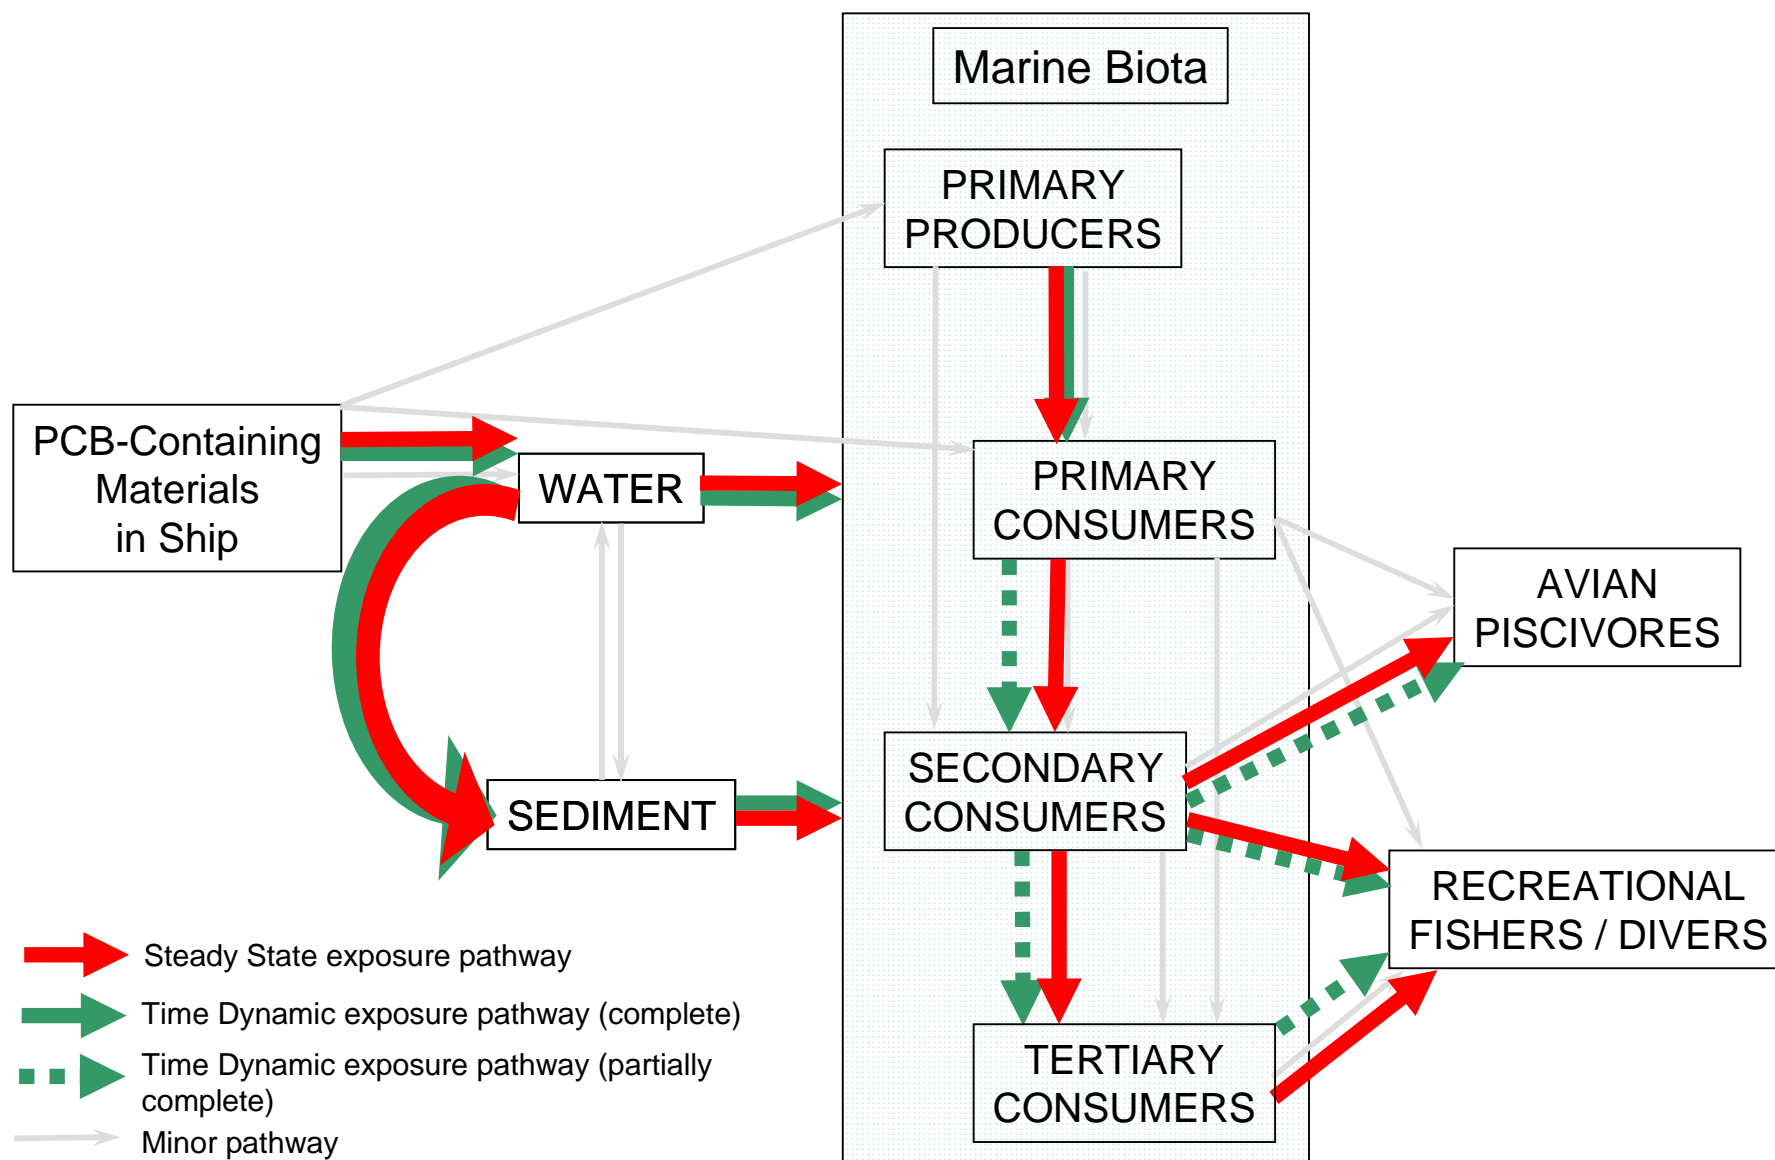 Marine Biota
PRIMARY
PRODUCERS
PCB-Containing
Materials
in Ship
WATER
PRIMARY
CONSUMERS
AVIAN
PISCIVORES
SECONDARY
CONSUMERS
SEDIMENT
RECREATIONAL
FISHERS / DIVERS
TERTIARY
CONSUMERS
Steady State exposure pathway
Time Dynamic exposure pathway (complete)
Time Dynamic exposure pathway (partially
complete)
Minor pathway